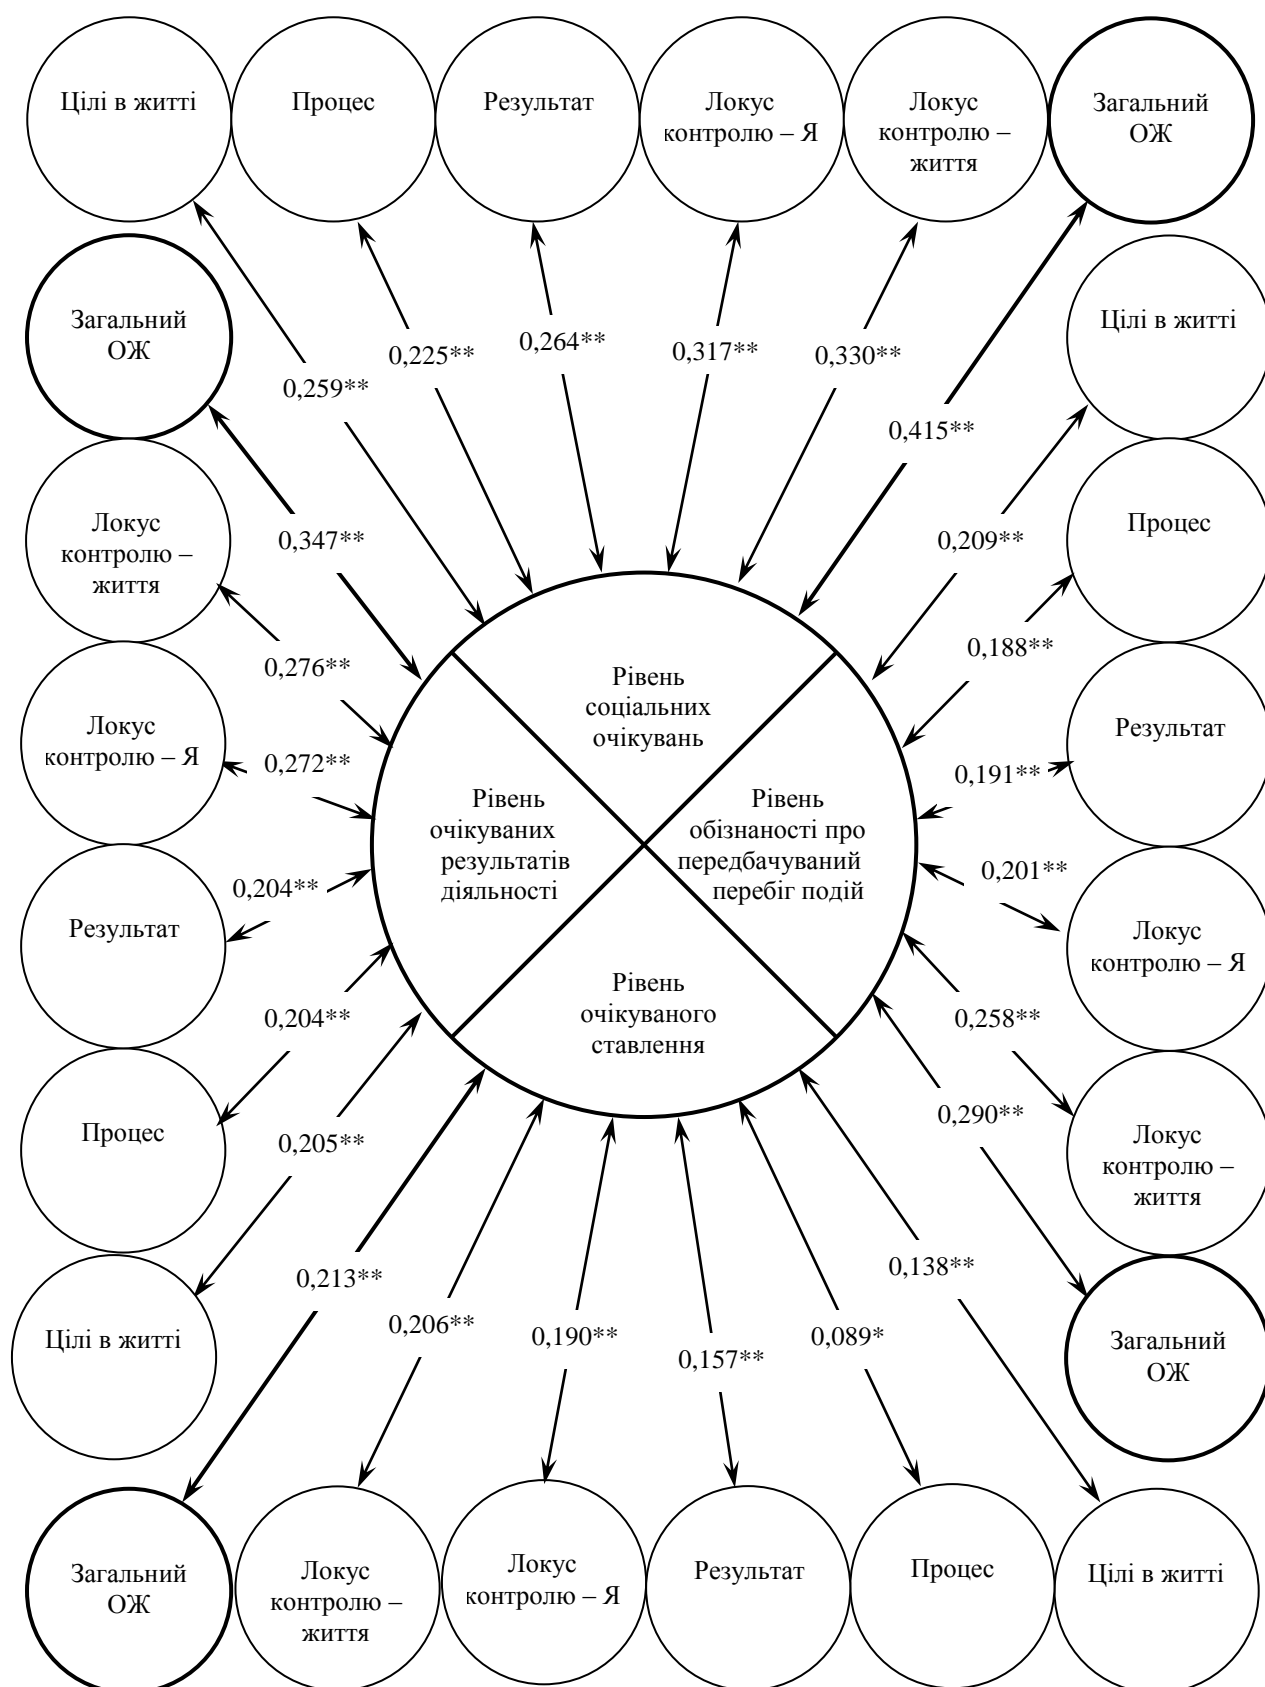 Цілі в житті
Процес
Результат
Локус
контролю – Я
Локус
контролю –
життя
Загальний
ОЖ
Загальний
ОЖ
Цілі в житті
0,259**
0,225**
0,264**
0,317**
0,330**
0,415**
Локус
контролю –
життя
0,347**
0,209**
Процес
0,276**
0,188**
Локус
контролю – Я
0,272**
Рівень
соціальних
очікувань
0,191**
Результат
Рівень
очікуваних
результатів
діяльності
Рівень
обізнаності про
передбачуваний
перебіг подій
Результат
0,204**
0,201**
Локус
контролю – Я
Рівень
очікуваного
ставлення
0,204**
0,258**
Процес
0,205**
0,290**
Локус
контролю –
життя
Цілі в житті
0,213**
0,206**
0,190**
0,157**
0,089*
0,138**
Загальний
ОЖ
Загальний
ОЖ
Локус
контролю –
життя
Локус
контролю – Я
Результат
Процес
Цілі в житті